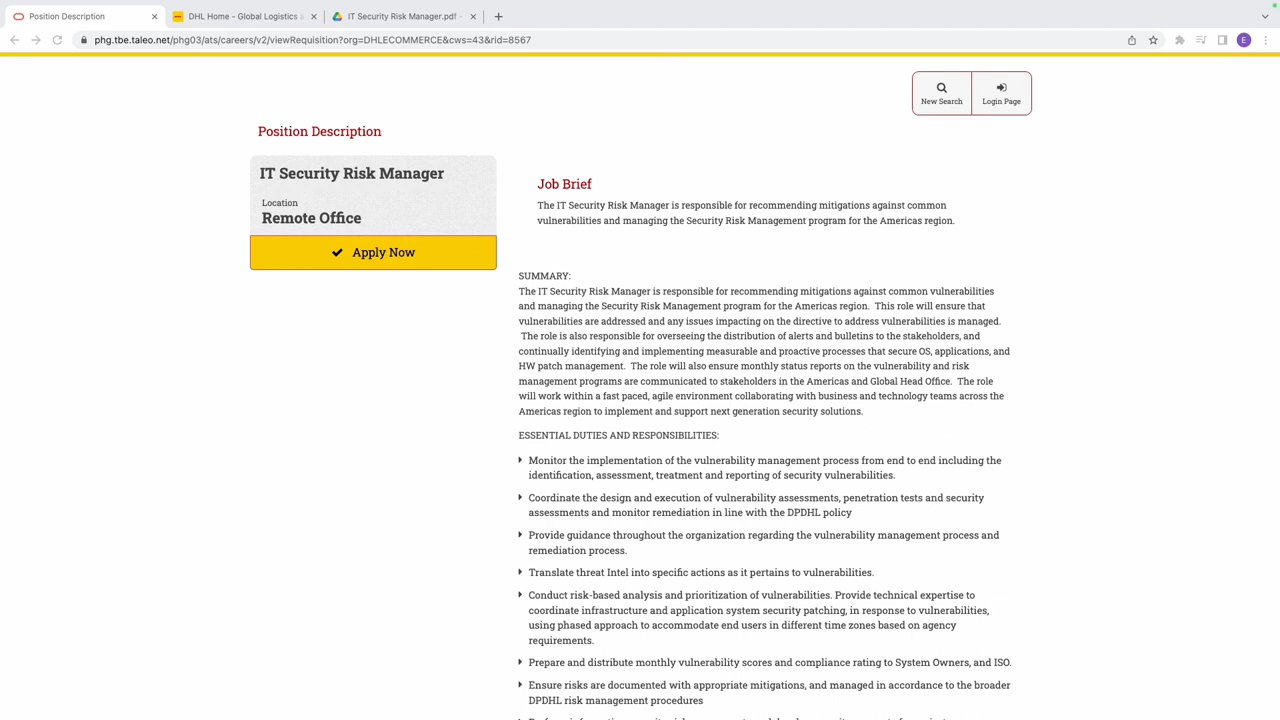 Position Description
DHL Home - Global Logistics
IT Security Risk Manager.pdf -
phg.tbe.taleo.net/phg03/ats/careers/v2/viewRequisition?org=DHLECOMMERCE&cws=43&rid=8567
E
New Search
Login Page
Position Description
IT Security Risk Manager
Location
Remote Office
Apply Now
Job Brief
The IT Security Risk Manager is responsible for recommending mitigations against common
vulnerabilities and managing the Security Risk Management program for the Americas region.
SUMMARY:
The IT Security Risk Manager is responsible for recommending mitigations against common vulnerabilities
and managing the Security Risk Management program for the Americas region. This role will ensure that
vulnerabilities are addressed and any issues impacting on the directive to address vulnerabilities is managed.
The role is also responsible for overseeing the distribution of alerts and bulletins to the stakeholders, and
continually identifying and implementing measurable and proactive processes that secure OS, applications, and
HW patch management. The role will also ensure monthly status reports on the vulnerability and risk
management programs are communicated to stakeholders in the Americas and Global Head Office. The role
will work within a fast paced, agile environment collaborating with business and technology teams across the
Americas region to implement and support next generation security solutions.
ESSENTIAL DUTIES AND RESPONSIBILITIES:
Monitor the implementation of the vulnerability management process from end to end including the
identification, assessment, treatment and reporting of security vulnerabilities.
Coordinate the design and execution of vulnerability assessments, penetration tests and security
assessments and monitor remediation in line with the DPDHL policy
Provide guidance throughout the organization regarding the vulnerability management process and
remediation process.
Translate threat Intel into specific actions as it pertains to vulnerabilities.
Conduct risk-based analysis and prioritization of vulnerabilities. Provide technical expertise to
coordinate infrastructure and application system security patching, in response to vulnerabilities,
using phased approach to accommodate end users in different time zones based on agency
requirements.
Prepare and distribute monthly vulnerability scores and compliance rating to System Owners, and ISO.
Ensure risks are documented with appropriate mitigations, and managed in accordance to the broader
DPDHL risk management procedures